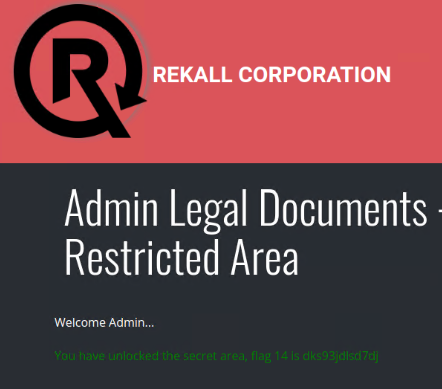 R
REKALL CORPORATION
Admin Legal Documents -
Restricted Area
Welcome Admin...
You have unlocked the secret area, flag 14 is dks93jdlsd7dj